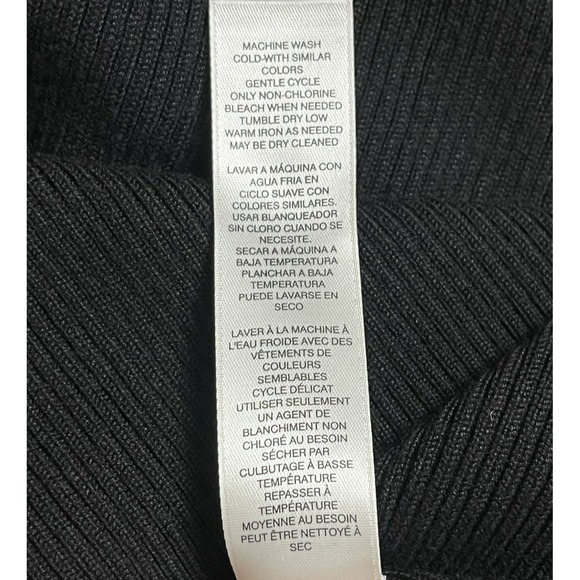 MACHINE WASH
COLD-WITH SIMILAR
COLORS
GENTLE CYCLE
ONLY NON-CHLORINE
BLEACH WHEN NEEDED
TUMBLE DRY LOW
WARM IRON AS NEEDED
MAY BE DRY CLEANED
LAVAR A MÁQUINA CON
AGUA FRIA EN
CICLO SUAVE CON
COLORES SIMILARES.
USAR BLANQUEADOR
SIN CLORO CUANDO SE
NECESITE.
SECAR A MÁQUINA A
BAJA TEMPERATURA
PLANCHAR A BAJA
TEMPERATURA
PUEDE LAVARSE EN
SECO
LAVER À LA MACHINE À
L'EAU FROIDE AVEC DES
VÊTEMENTS DE
COULEURS
SEMBLABLES
CYCLE DÉLICAT
UTILISER SEULEMENT
UN AGENT DE
BLANCHIMENT NON
CHLORÉ AU BESOIN
SÉCHER PAR
CULBUTAGE À BASSE
TEMPÉRATURE
REPASSER À
TEMPÉRATURE
MOYENNE AU BESOIN
PEUT ÊTRE NETTOYÉ À
SEC